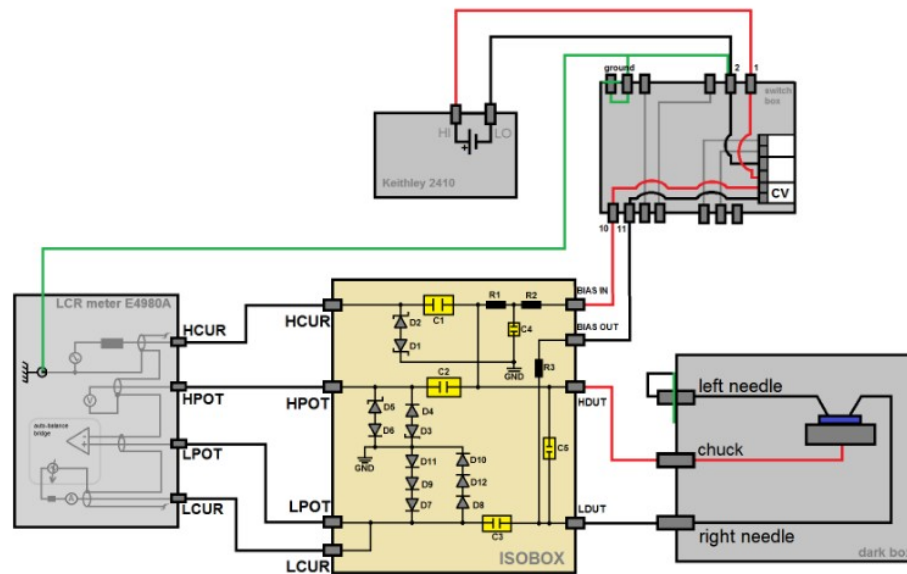 ground
2
1
switch
box
HI
LO
+
Keithley 2410
CV
10
11
LCR meter E4980A
HCUR
HPOT
auto-balance
bridge
LPOT
LCUR
V
A
HCUR
HPOT
LPOT
LCUR
D2
D1
C1
R1
R2
C4
GND
BIAS IN
BIAS OUT
R3
C2
HDUT
D5
D6
D4
D3
GND
D11
D9
D7
D10
D12
D8
C5
C3
LDUT
ISOBOX
left needle
chuck
right needle
dark box